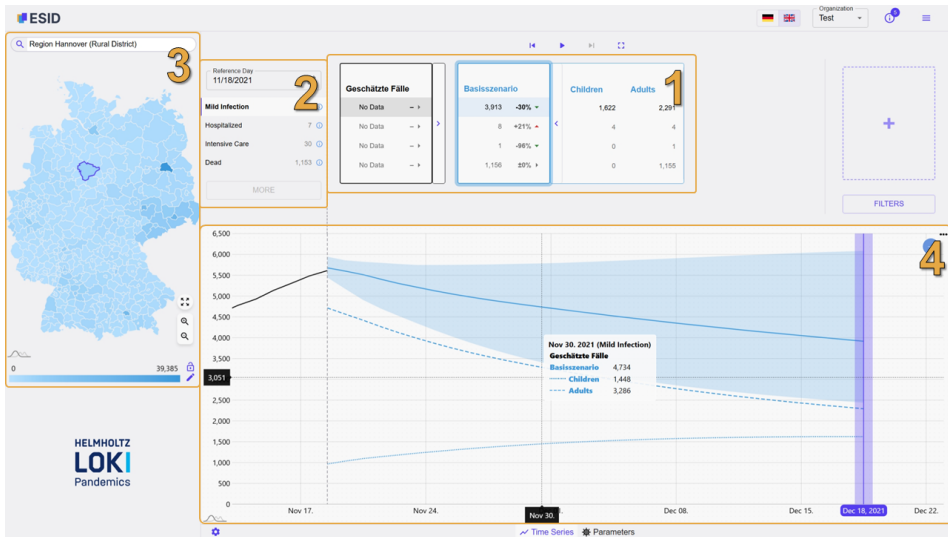 ESID
Organization
Test
Region Hannover (Rural District)
3
Reference Day
11/18/2021
2
Mild Infection
Hospitalized 7
Intensive Care 30
Dead 1,153
MORE
Geschätzte Fälle
No Data –
No Data –
No Data –
No Data –
Basisszenario
3,913 -30%
8 +21%
1 -96%
1,156 ±0%
Children Adults
1,622 2,291
4 4
0 1
0 1,155
1
+
FILTERS
0 39,385
HELMHOLTZ
LOKI
Pandemics
4
6,500
6,000
5,500
5,000
4,500
4,000
3,500
3,051
2,500
2,000
1,500
1,000
500
0
Nov 30. 2021 (Mild Infection)
Geschätzte Fälle
Basisszenario 4,734
Children 1,448
Adults 3,286
Nov 17. Nov 24. Nov 30. Dec 08. Dec 15. Dec 18, 2021 Dec 22.
Time Series Parameters